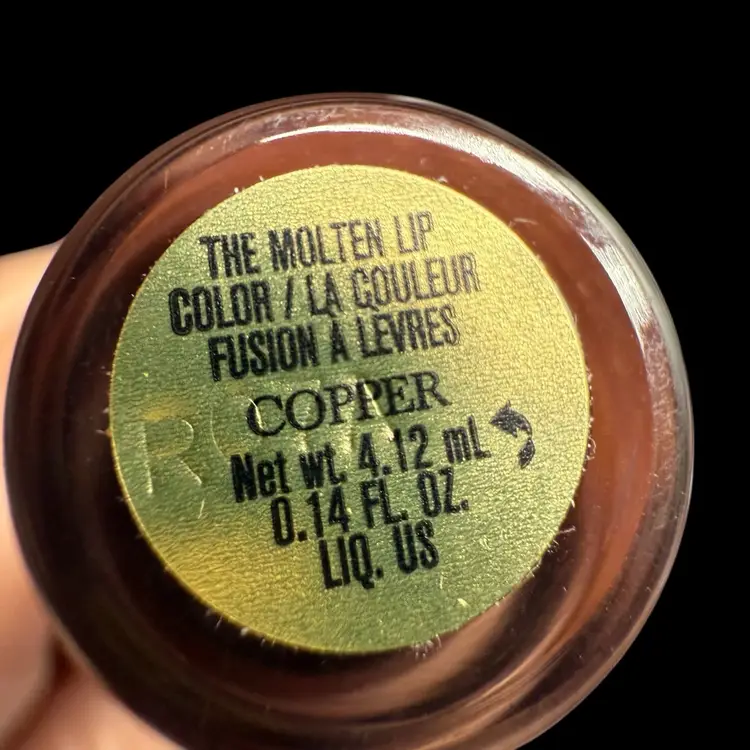 THE MOLTEN LIP
COLOR / LA COULEUR
FUSION À LEVRES
COPPER
Net wt. 4.12 mL
0.14 FL. OZ.
LIQ. US